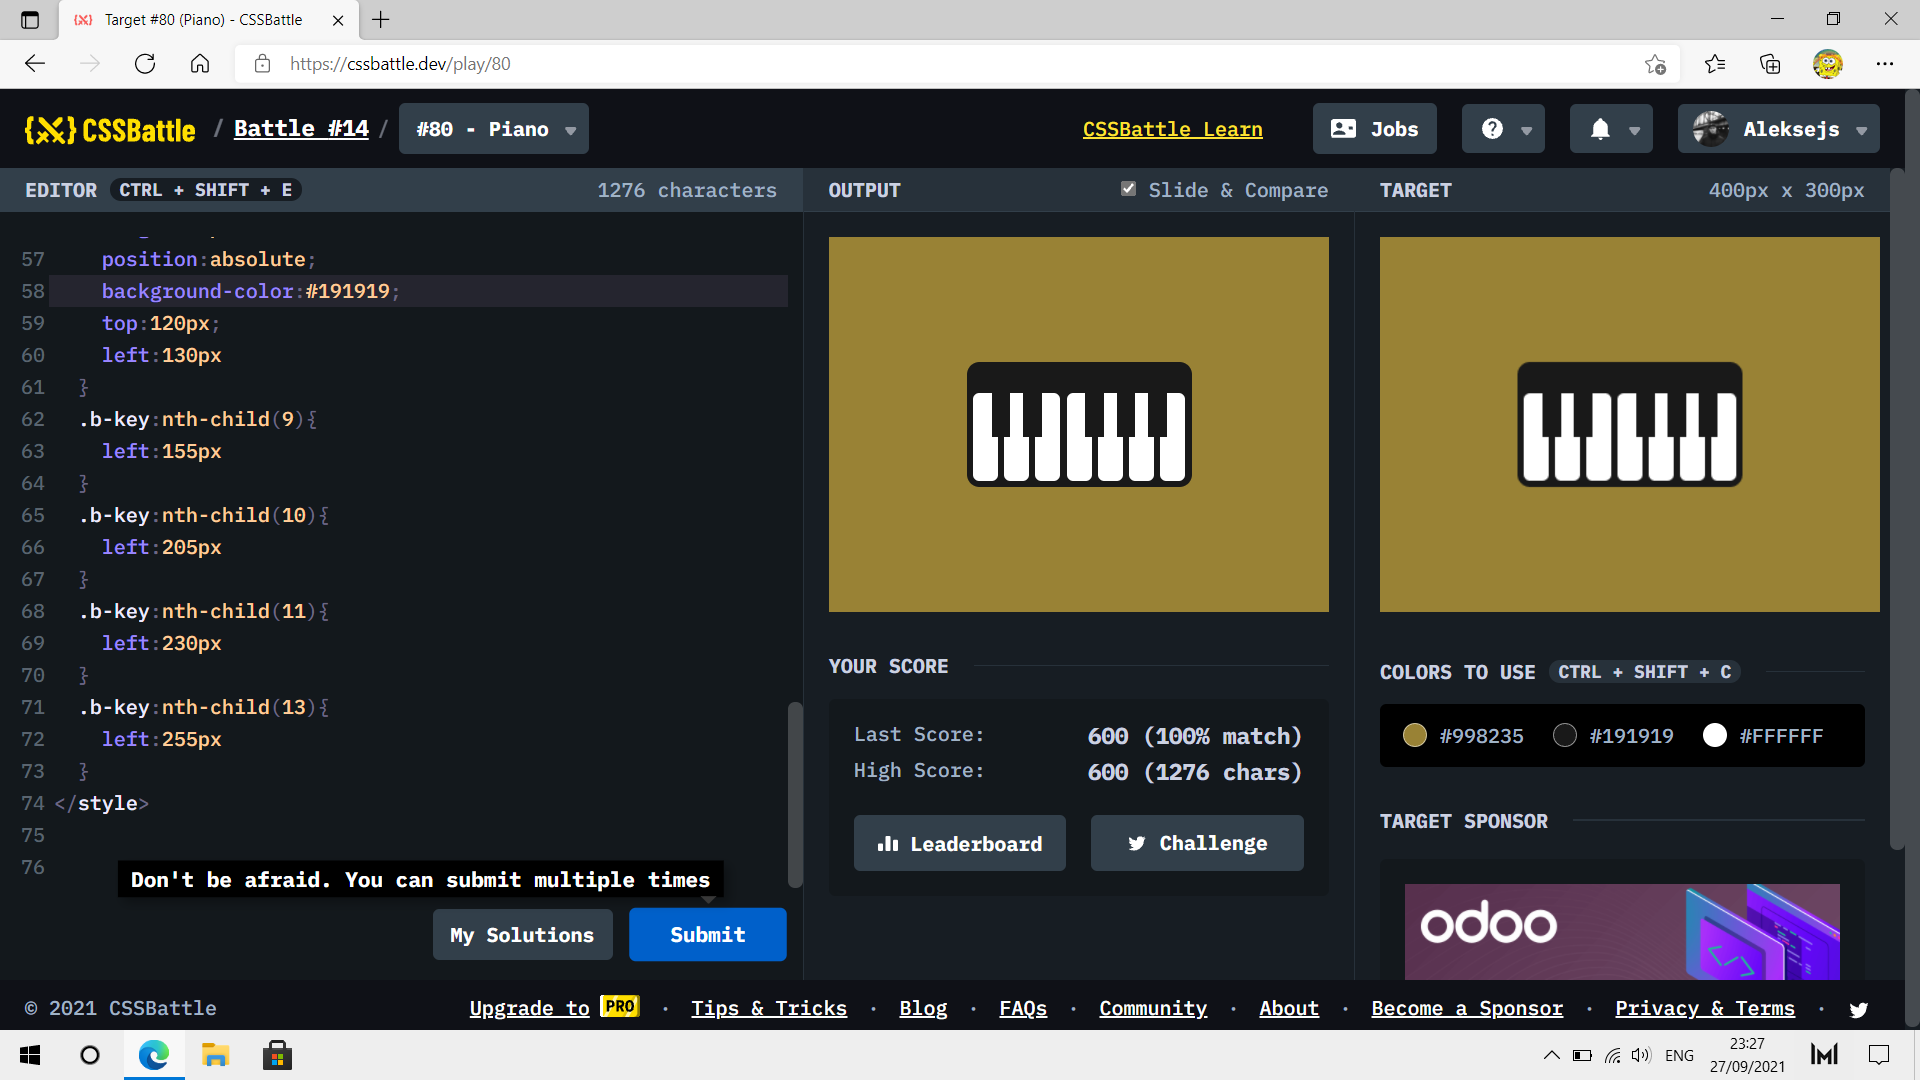 Target #80 (Piano) - CSSBattle
https://cssbattle.dev/play/80
{X} CSSBattle / Battle #14 / #80 - Piano
CSSBattle Learn
Jobs
?
Aleksejs
EDITOR CTRL + SHIFT + E 1276 characters
57 position:absolute;
58 background-color:#191919;
59 top:120px;
60 left:130px
61 }
62 .b-key:nth-child(9){
63 left:155px
64 }
65 .b-key:nth-child(10){
66 left:205px
67 }
68 .b-key:nth-child(11){
69 left:230px
70 }
71 .b-key:nth-child(13){
72 left:255px
73 }
74 </style>
75
76
Don't be afraid. You can submit multiple times
My Solutions
Submit
OUTPUT
Slide & Compare
YOUR SCORE
Last Score: 600 (100% match)
High Score: 600 (1276 chars)
Leaderboard
Challenge
TARGET 400px x 300px
COLORS TO USE CTRL + SHIFT + C
#998235 #191919 #FFFFFF
TARGET SPONSOR
odoo
© 2021 CSSBattle
Upgrade to PRO · Tips & Tricks · Blog · FAQs · Community · About · Become a Sponsor · Privacy & Terms ·
ENG
23:27
27/09/2021